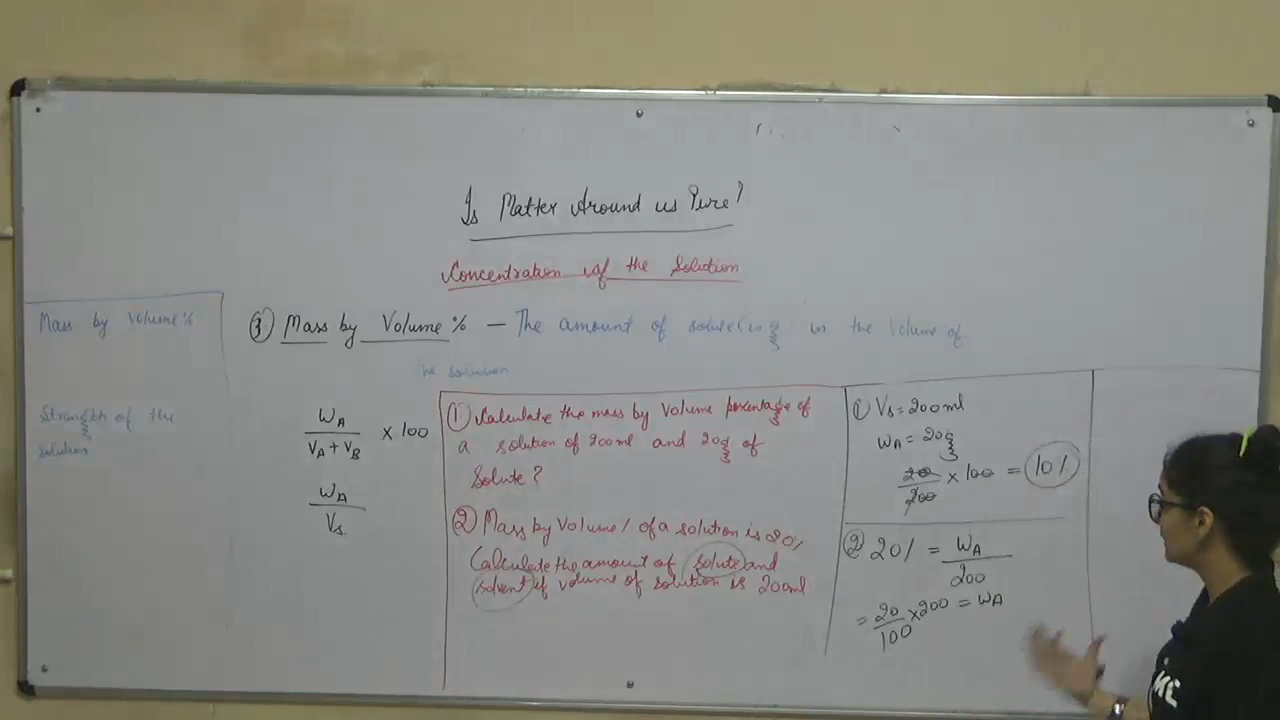 Is Matter Around us Pure?
Concentration of the Solution
Mass by Volume %
③ Mass by Volume % — The amount of solute (in g in the Volume of
the solution
Strength of the
solution
W_A / (V_A + V_B) × 100
W_A / V_s
① Calculate the mass by volume percentage of
a solution of 200ml and 20g of
Solute?
② Mass by Volume % of a solution is 20%
Calculate the amount of solute and
solvent if volume of solution is 200ml
① V_s = 200ml
W_A = 20g
20/200 × 100 = 10%
② 20% = W_A/200
= 20/100 × 200 = W_A
MC